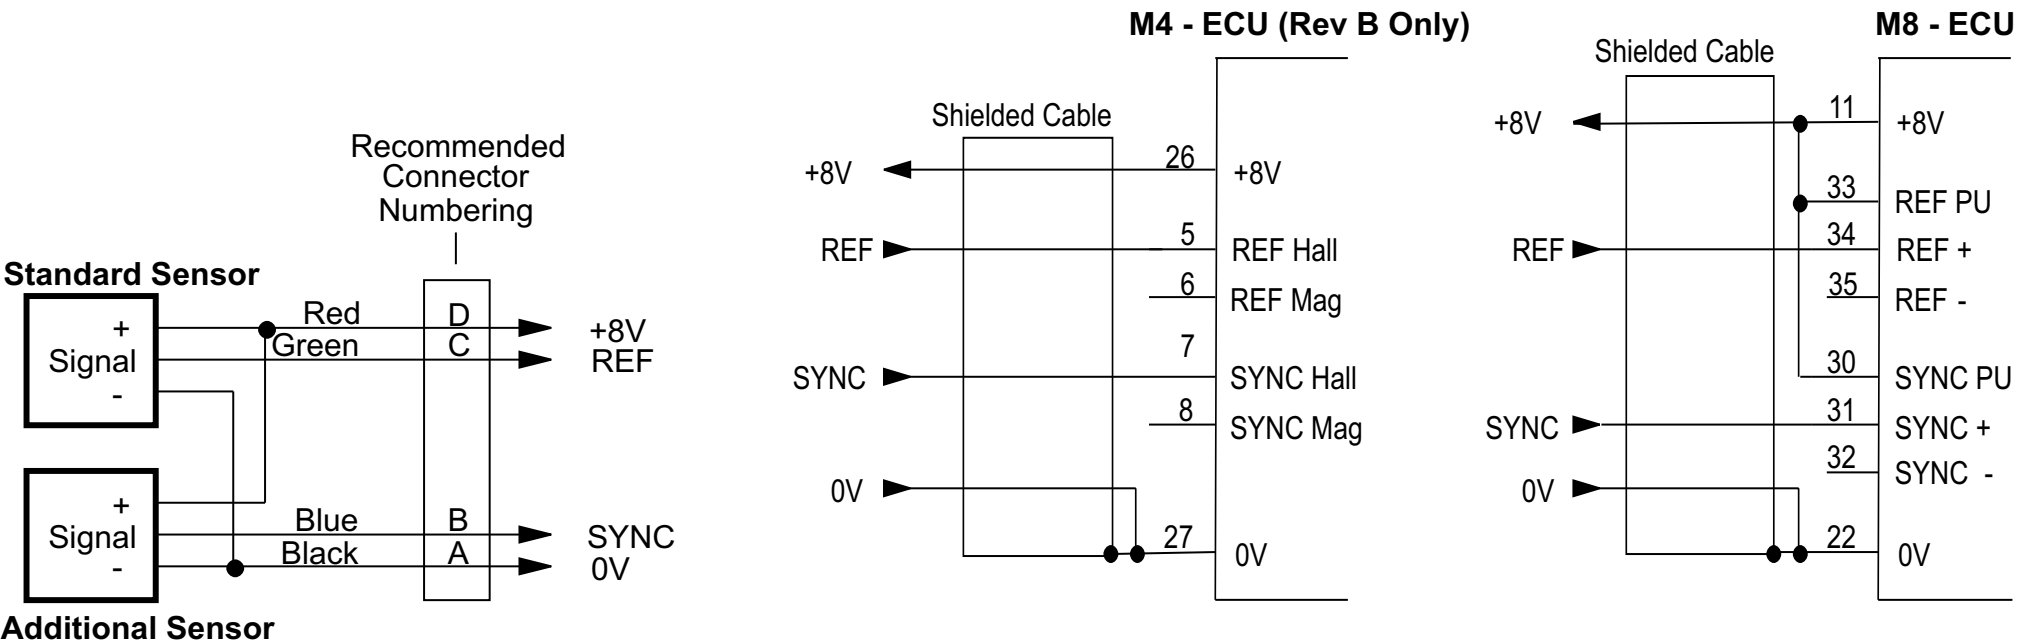 Recommended
Connector
Numbering
Standard Sensor
+
Signal
-
Red
D
+8V
Green
C
REF
+
Signal
-
Blue
B
SYNC
Black
A
0V
Additional Sensor
M4 - ECU (Rev B Only)
Shielded Cable
+8V
26
+8V
REF
5
REF Hall
6
REF Mag
7
SYNC
SYNC Hall
8
SYNC Mag
0V
27
0V
M8 - ECU
Shielded Cable
+8V
11
+8V
33
REF PU
REF
34
REF +
35
REF -
30
SYNC PU
SYNC
31
SYNC +
32
SYNC -
0V
22
0V